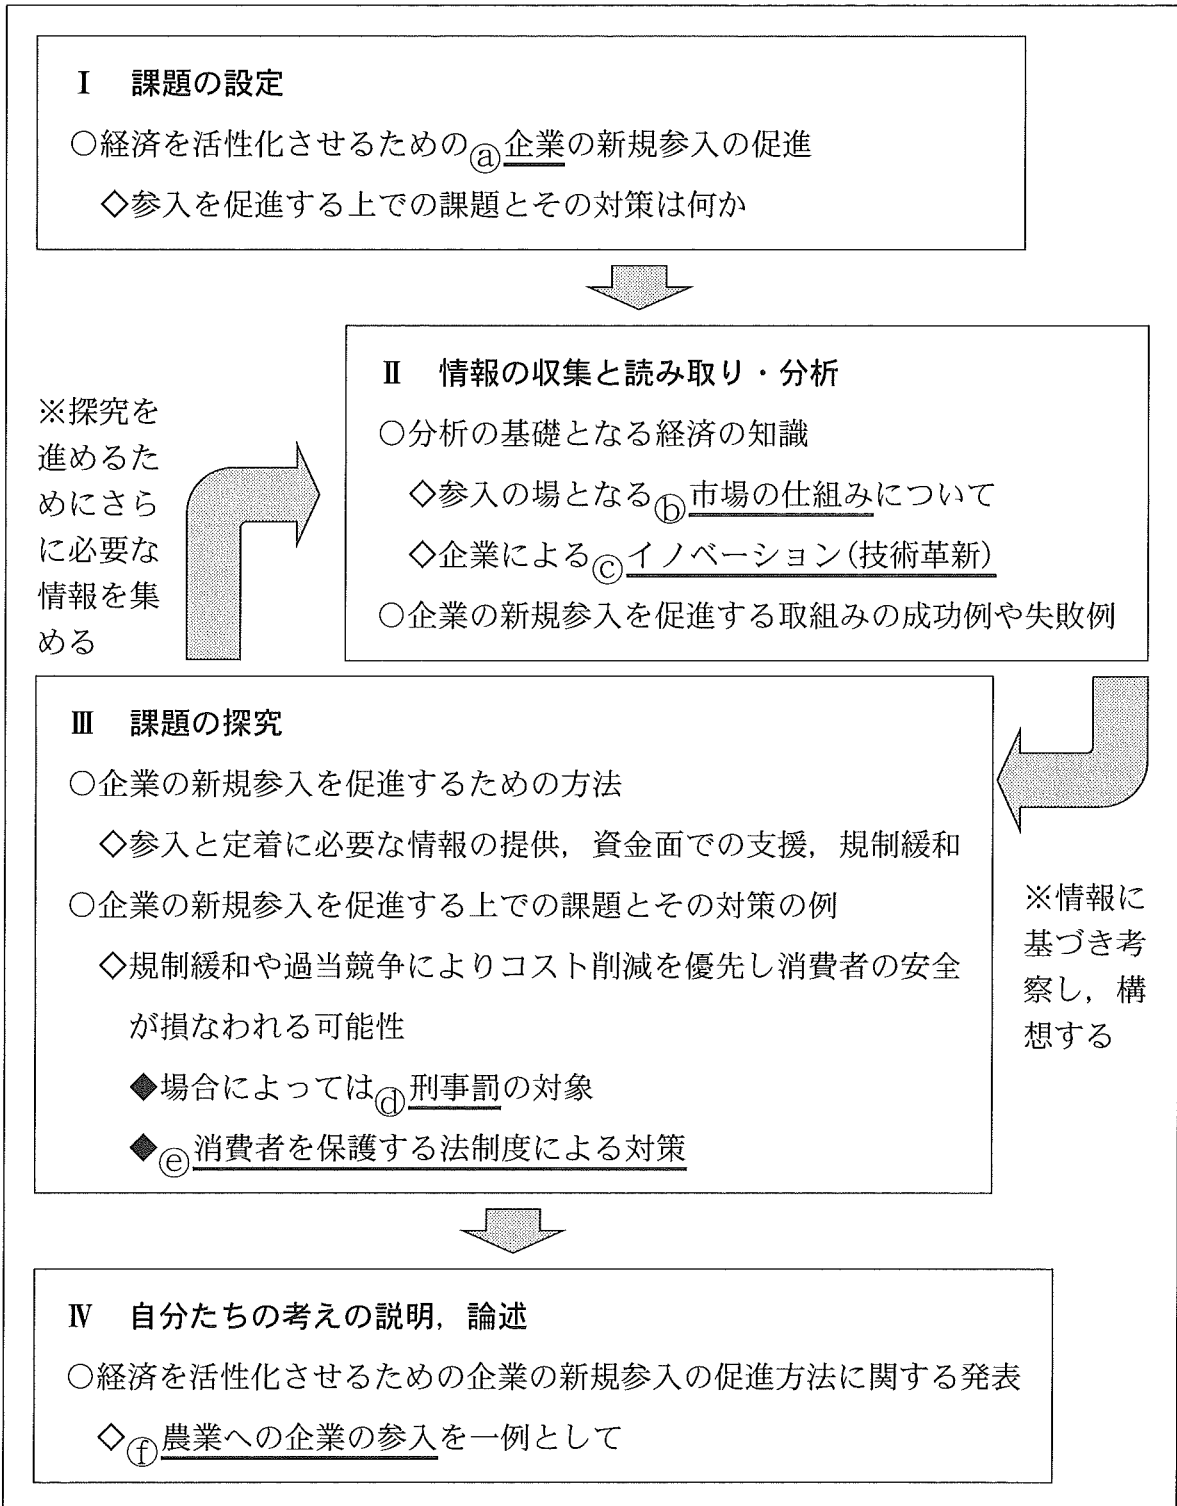 Ⅰ 課題の設定
○経済を活性化させるためのⓐ企業の新規参入の促進
◇参入を促進する上での課題とその対策は何か
※探究を
進めるた
めにさら
に必要な
情報を集
める
Ⅱ 情報の収集と読み取り・分析
○分析の基礎となる経済の知識
◇参入の場となるⓑ市場の仕組みについて
◇企業によるⓒイノベーション(技術革新)
○企業の新規参入を促進する取組みの成功例や失敗例
Ⅲ 課題の探究
○企業の新規参入を促進するための方法
◇参入と定着に必要な情報の提供，資金面での支援，規制緩和
○企業の新規参入を促進する上での課題とその対策の例
◇規制緩和や過当競争によりコスト削減を優先し消費者の安全
が損なわれる可能性
◆場合によってはⓓ刑事罰の対象
◆ⓔ消費者を保護する法制度による対策
※情報に
基づき考
察し，構
想する
Ⅳ 自分たちの考えの説明，論述
○経済を活性化させるための企業の新規参入の促進方法に関する発表
◇ⓕ農業への企業の参入を一例として